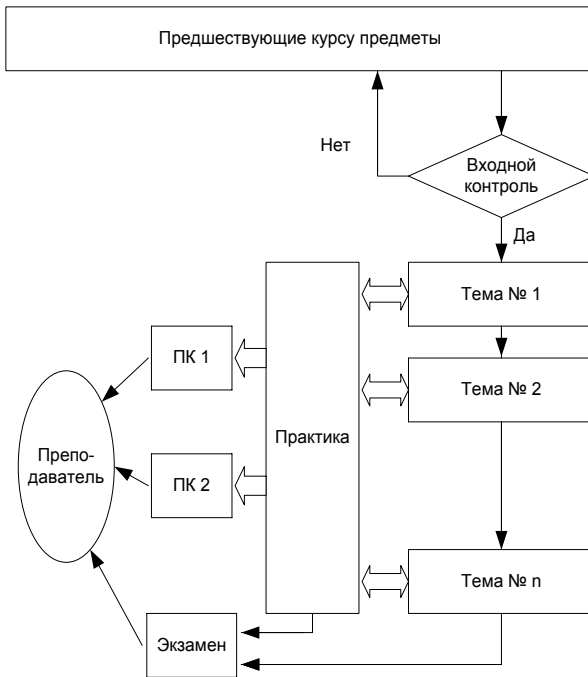 Предшествующие курсу предметы
Нет
Входной
контроль
Да
Тема № 1
ПК 1
Тема № 2
Практика
Препо-
даватель
ПК 2
Тема № n
Экзамен